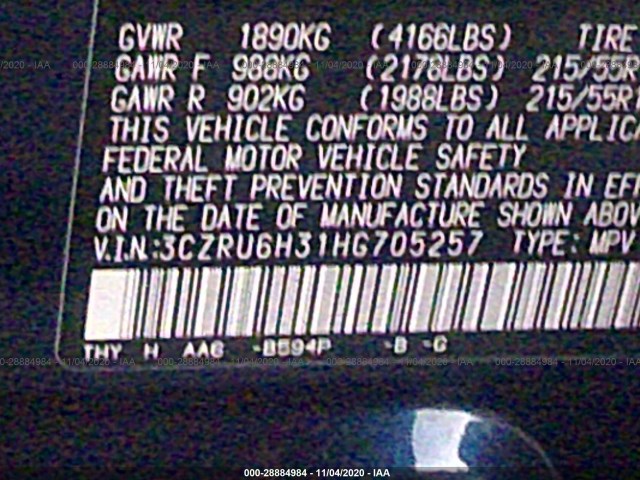 GVWR 1890KG (4166LBS) TIRE
GAWR F 988KG (2178LBS) 215/55R
GAWR R 902KG (1988LBS) 215/55R
THIS VEHICLE CONFORMS TO ALL APPLIC
FEDERAL MOTOR VEHICLE SAFETY
AND THEFT PREVENTION STANDARDS IN EFF
ON THE DATE OF MANUFACTURE SHOWN ABOV
V.I.N.:3CZRU6H31HG705257 TYPE: MPV
THY H AAG -B594P -B -G
000-28884984 - 11/04/2020 - IAA